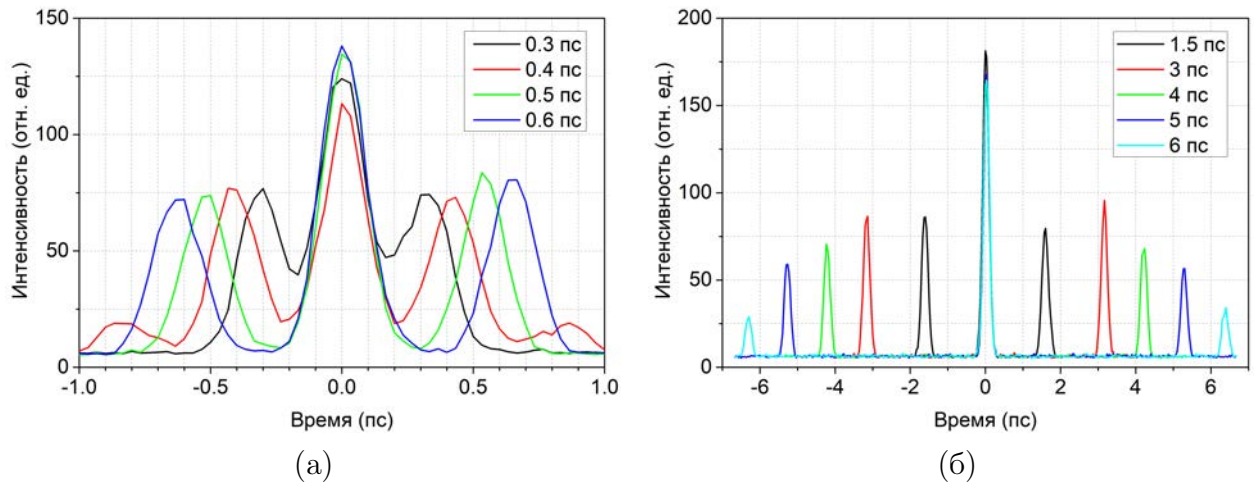 150
100
50
0
Интенсивность (отн. ед.)
0.3 пс
0.4 пс
0.5 пс
0.6 пс
-1.0 -0.5 0.0 0.5 1.0
Время (пс)
(а)
200
150
100
50
0
Интенсивность (отн. ед.)
1.5 пс
3 пс
4 пс
5 пс
6 пс
-6 -4 -2 0 2 4 6
Время (пс)
(б)